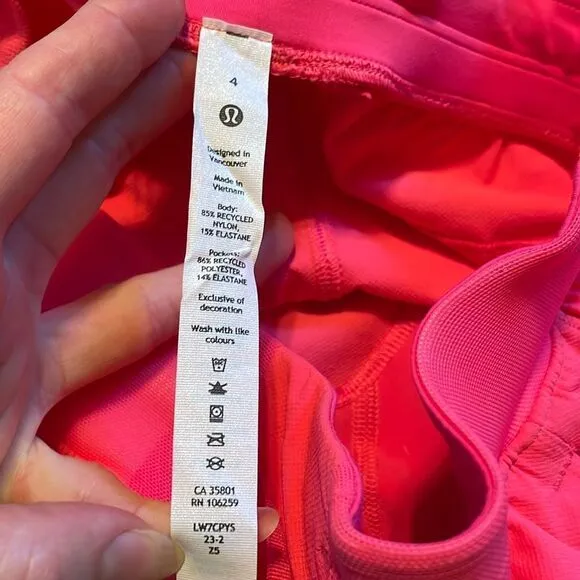 4
Designed in
Vancouver
Made in
Vietnam
Body:
85% RECYCLED
NYLON,
15% ELASTANE
Pockets:
86% RECYCLED
POLYESTER,
14% ELASTANE
Exclusive of
decoration
Wash with like
colours
CA 35801
RN 106259
LW7CPYS
23-2
Z5